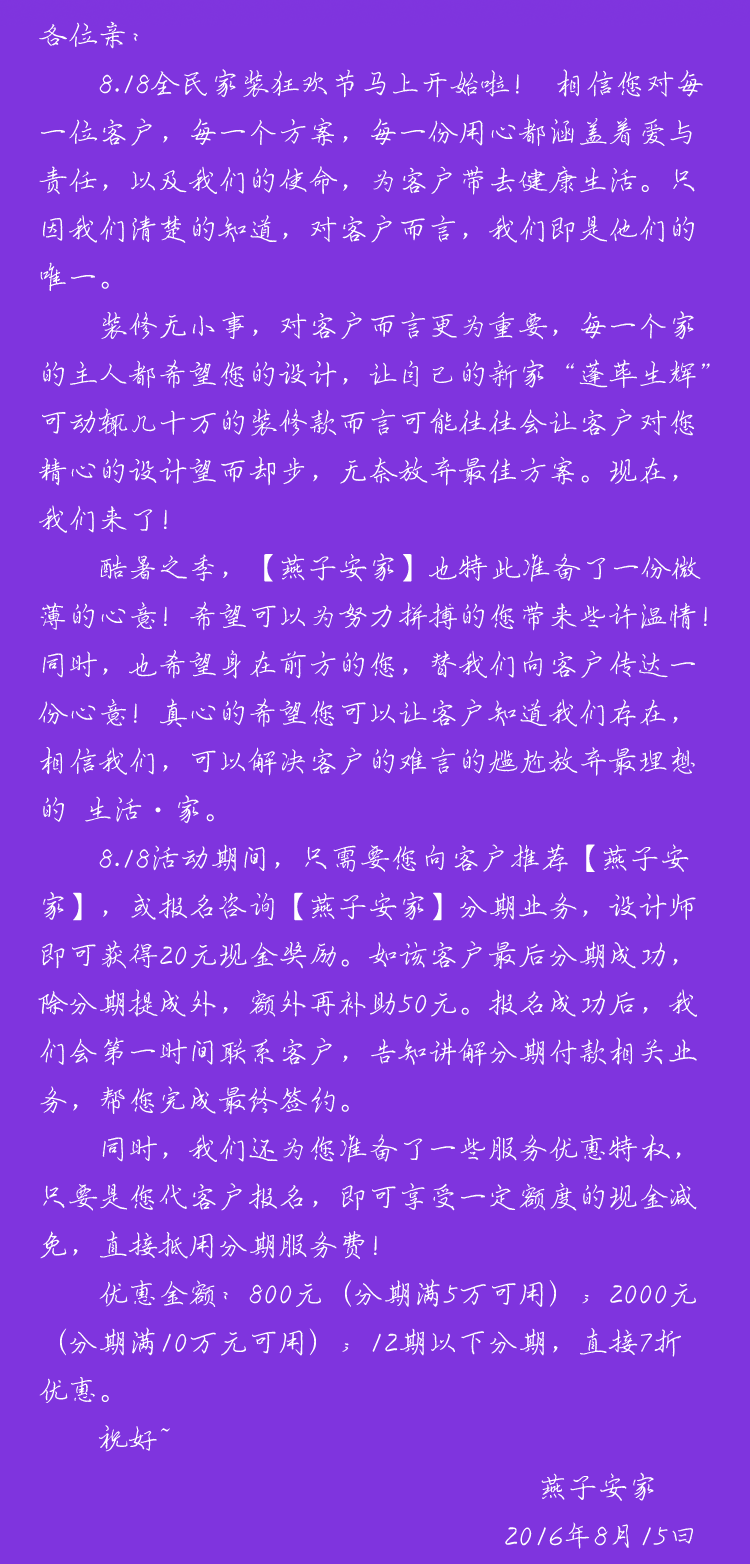 各位亲：
8.18全民家装狂欢节马上开始啦！ 相信您对每
一位客户，每一个方案，每一份用心都涵盖着爱与
责任，以及我们的使命，为客户带去健康生活。只
因我们清楚的知道，对客户而言，我们即是他们的
唯一。
装修无小事，对客户而言更为重要，每一个家
的主人都希望您的设计，让自己的新家“蓬荜生辉”
可动辄几十万的装修款而言可能往往会让客户对您
精心的设计望而却步，无奈放弃最佳方案。现在，
我们来了！
酷暑之季，【燕子安家】也特此准备了一份微
薄的心意！希望可以为努力拼搏的您带来些许温情！
同时，也希望身在前方的您，替我们向客户传达一
份心意！真心的希望您可以让客户知道我们存在，
相信我们，可以解决客户的难言的尴尬放弃最理想
的 生活·家。
8.18活动期间，只需要您向客户推荐【燕子安
家】，或报名咨询【燕子安家】分期业务，设计师
即可获得20元现金奖励。如该客户最后分期成功，
除分期提成外，额外再补助50元。报名成功后，我
们会第一时间联系客户，告知讲解分期付款相关业
务，帮您完成最终签约。
同时，我们还为您准备了一些服务优惠特权，
只要是您代客户报名，即可享受一定额度的现金减
免，直接抵用分期服务费！
优惠金额：800元（分期满5万可用）；2000元
（分期满10万元可用）；12期以下分期，直接7折
优惠。
祝好~
燕子安家
2016年8月15日